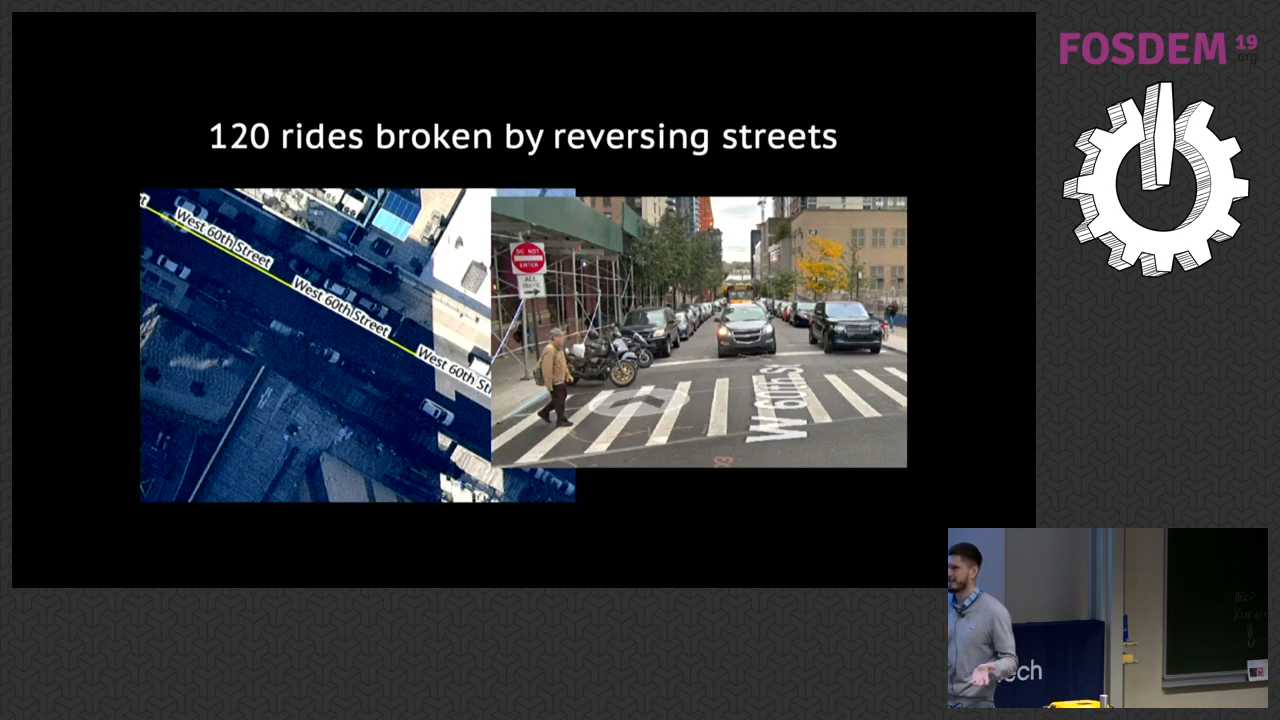 FOSDEM 19
.org
120 rides broken by reversing streets
West 60th Street
West 60th Street
West 60th St
DO NOT
ENTER
ALL
TRAFFIC
W 60th St
ech